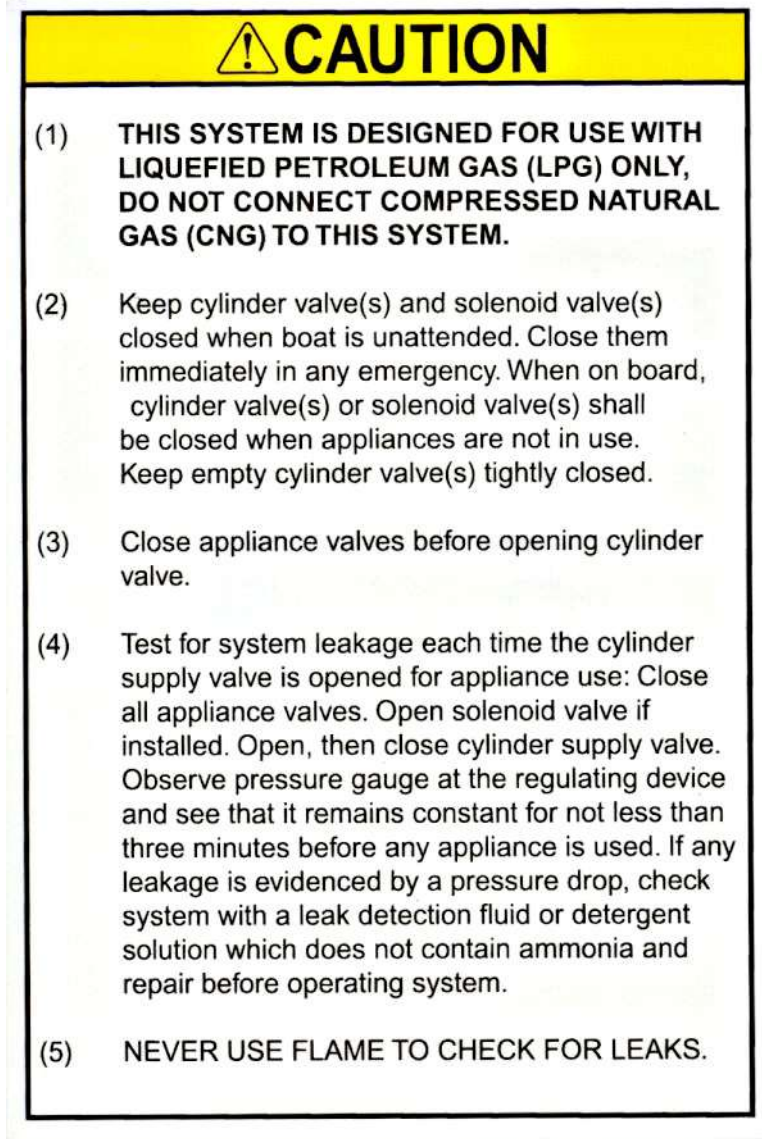 CAUTION
(1) THIS SYSTEM IS DESIGNED FOR USE WITH
LIQUEFIED PETROLEUM GAS (LPG) ONLY,
DO NOT CONNECT COMPRESSED NATURAL
GAS (CNG) TO THIS SYSTEM.
(2) Keep cylinder valve(s) and solenoid valve(s)
closed when boat is unattended. Close them
immediately in any emergency. When on board,
cylinder valve(s) or solenoid valve(s) shall
be closed when appliances are not in use.
Keep empty cylinder valve(s) tightly closed.
(3) Close appliance valves before opening cylinder
valve.
(4) Test for system leakage each time the cylinder
supply valve is opened for appliance use: Close
all appliance valves. Open solenoid valve if
installed. Open, then close cylinder supply valve.
Observe pressure gauge at the regulating device
and see that it remains constant for not less than
three minutes before any appliance is used. If any
leakage is evidenced by a pressure drop, check
system with a leak detection fluid or detergent
solution which does not contain ammonia and
repair before operating system.
(5) NEVER USE FLAME TO CHECK FOR LEAKS.